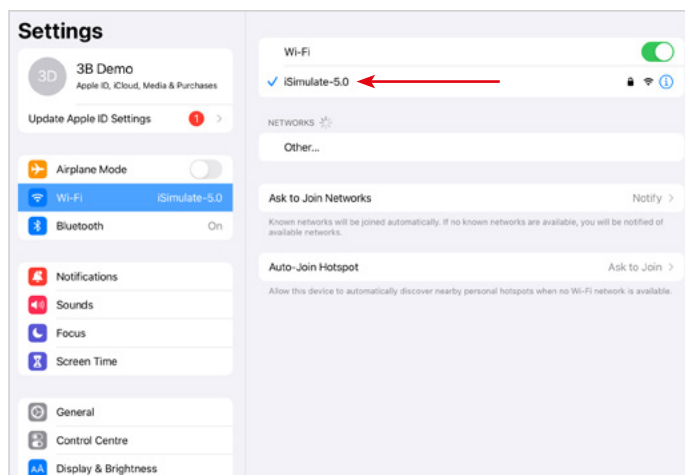 Settings
3D
3B Demo
Apple ID, iCloud, Media & Purchases
Update Apple ID Settings
1
Airplane Mode
Wi-Fi iSimulate-5.0
Bluetooth On
Notifications
Sounds
Focus
Screen Time
General
Control Centre
AA Display & Brightness
Wi-Fi
iSimulate-5.0
NETWORKS
Other...
Ask to Join Networks Notify
Known networks will be joined automatically. If no known networks are available, you will be notified of
available networks.
Auto-Join Hotspot Ask to Join
Allow this device to automatically discover nearby personal hotspots when no Wi-Fi network is available.